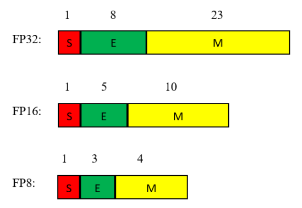 1 8 23
FP32: S E M
1 5 10
FP16: S E M
1 3 4
FP8: S E M